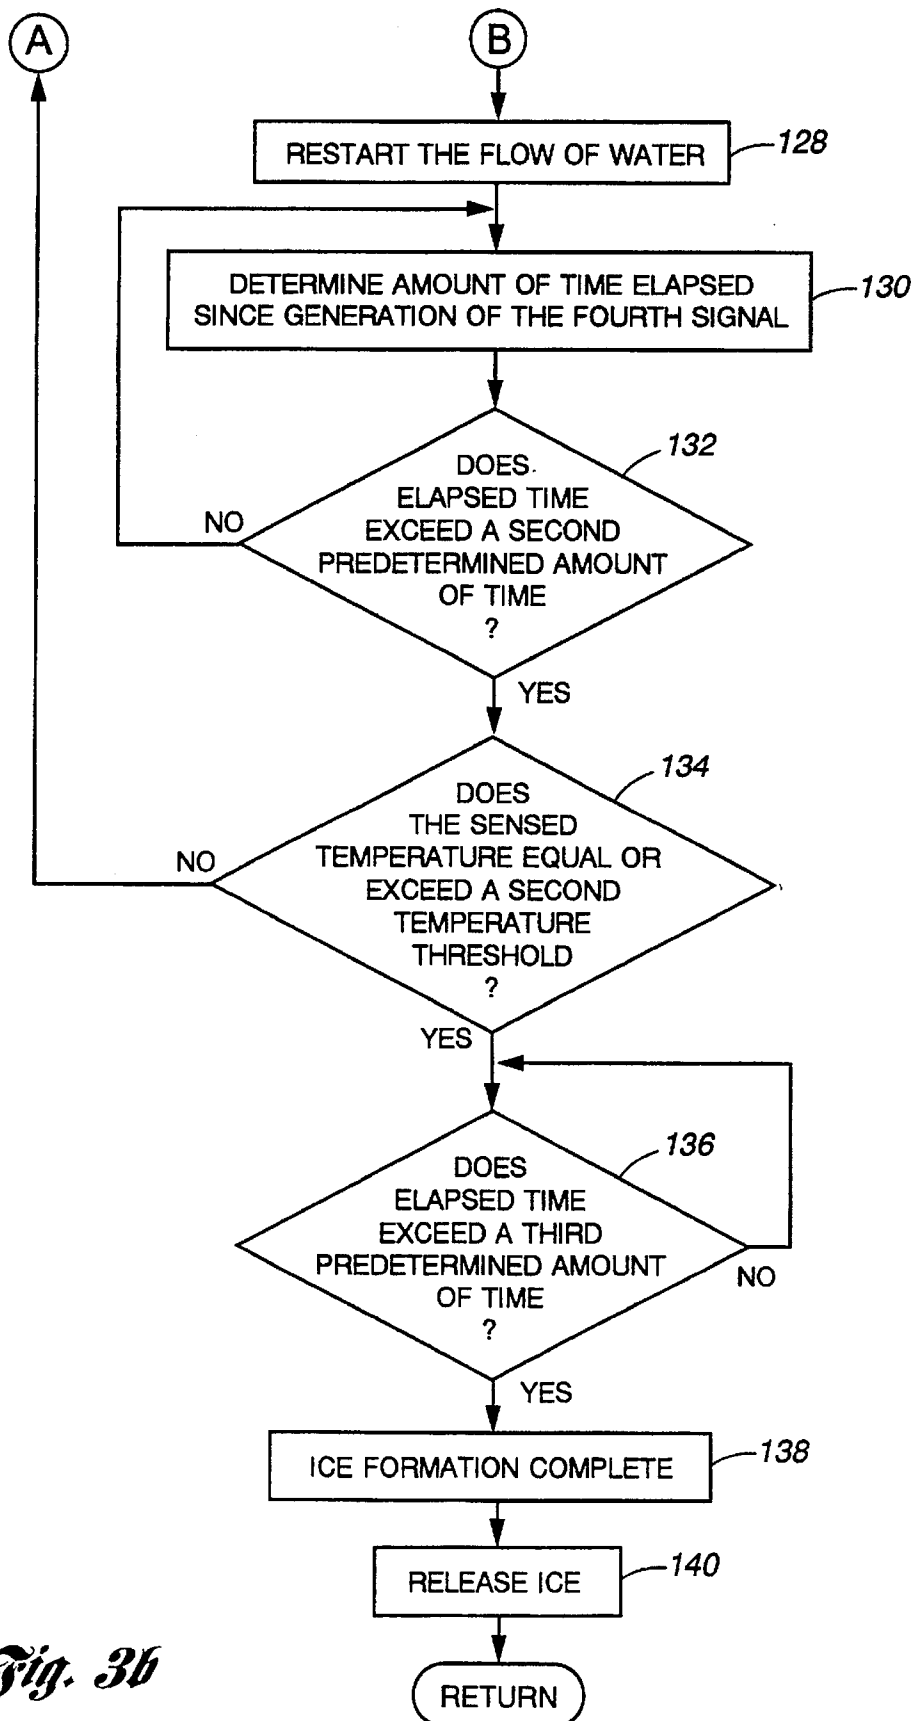 A
B
RESTART THE FLOW OF WATER
128
DETERMINE AMOUNT OF TIME ELAPSED
SINCE GENERATION OF THE FOURTH SIGNAL
130
132
DOES
ELAPSED TIME
EXCEED A SECOND
PREDETERMINED AMOUNT
OF TIME
?
NO
YES
134
DOES
THE SENSED
TEMPERATURE EQUAL OR
EXCEED A SECOND
TEMPERATURE
THRESHOLD
?
NO
YES
136
DOES
ELAPSED TIME
EXCEED A THIRD
PREDETERMINED AMOUNT
OF TIME
?
NO
YES
ICE FORMATION COMPLETE
138
RELEASE ICE
140
RETURN
Fig. 3b